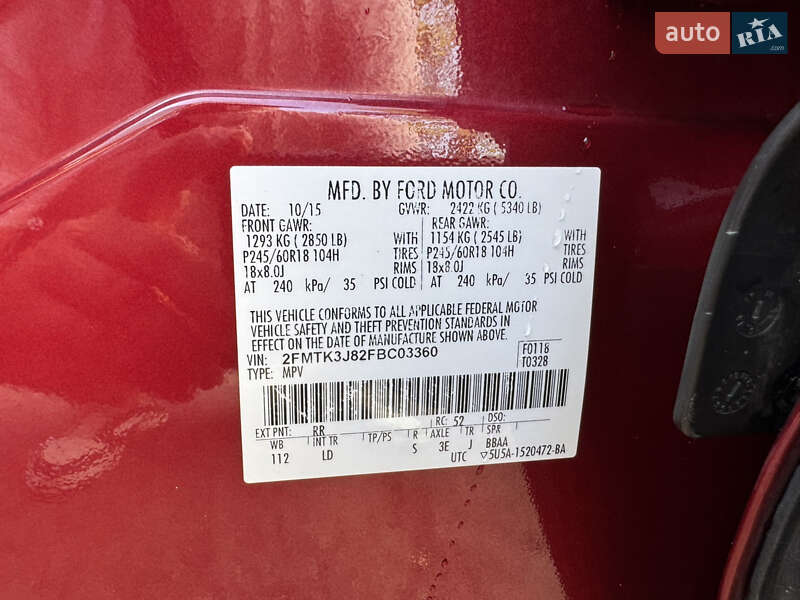 auto RIA .com
MFD. BY FORD MOTOR CO.
DATE: 10/15 GVWR: 2422 KG ( 5340 LB)
FRONT GAWR: REAR GAWR:
1293 KG ( 2850 LB) WITH 1154 KG ( 2545 LB) WITH
P245/60R18 104H TIRES P245/60R18 104H TIRES
18x8.0J RIMS 18x8.0J RIMS
AT 240 kPa/ 35 PSI COLD AT 240 kPa/ 35 PSI COLD
THIS VEHICLE CONFORMS TO ALL APPLICABLE FEDERAL MOTOR
VEHICLE SAFETY AND THEFT PREVENTION STANDARDS IN
EFFECT ON THE DATE OF MANUFACTURE SHOWN ABOVE.
VIN: 2FMTK3J82FBC03360 F0118
TYPE: MPV T0328
EXT PNT: RR RC: 52 DSO:
WB INT TR TP/PS R AXLE TR SPR
112 LD S 3E J BBAA
UTC ▽5U5A-1520472-BA